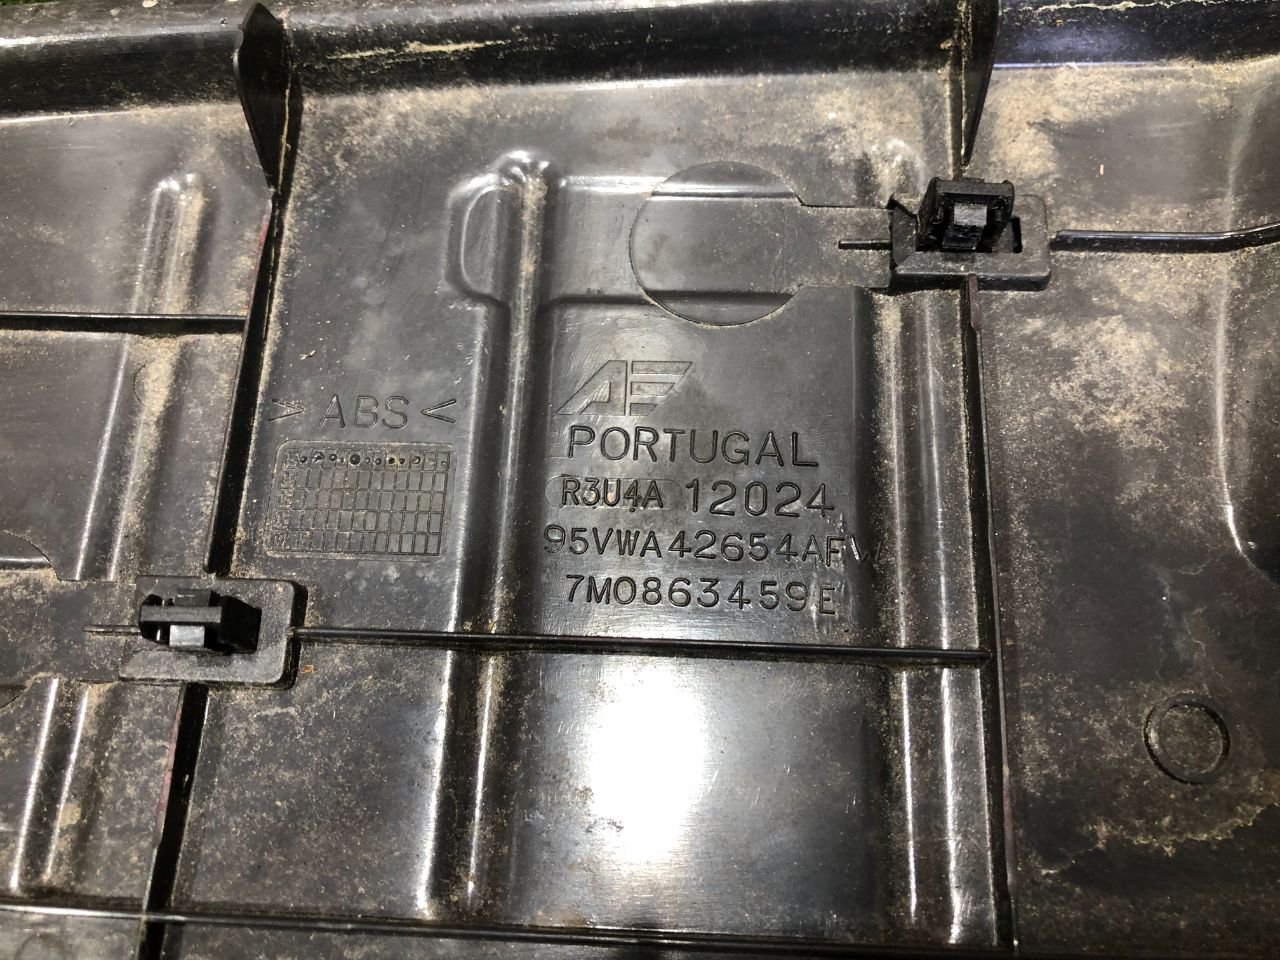 AF
> ABS <
PORTUGAL
R3U4A 12024
95VWA42654AFW
7M0863459E